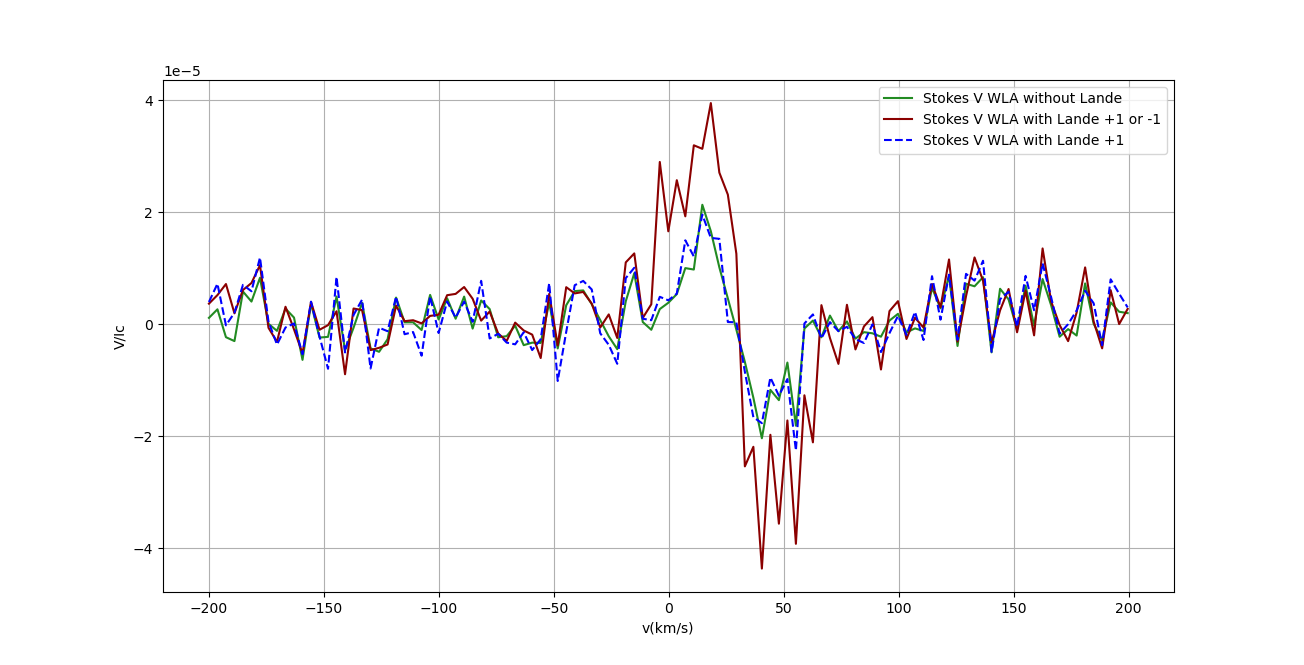 1e−5
4
2
0
−2
−4
V/Ic
Stokes V WLA without Lande
Stokes V WLA with Lande +1 or -1
Stokes V WLA with Lande +1
−200 −150 −100 −50 0 50 100 150 200
v(km/s)